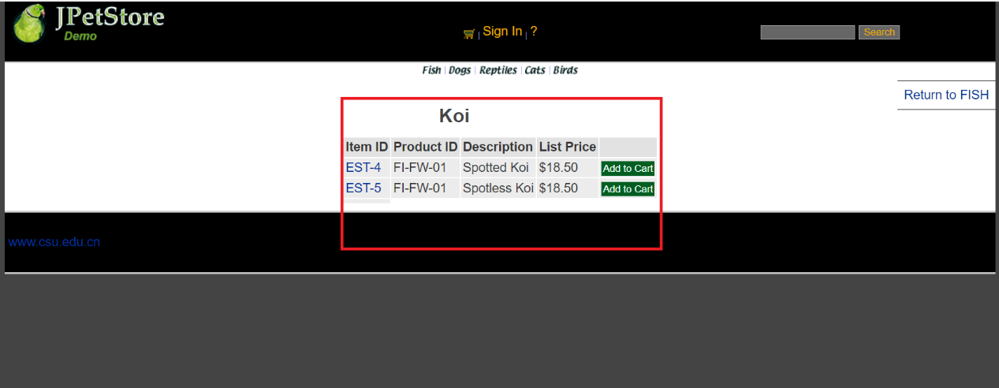 JPetStore
Demo
Sign In | ?
Search
Fish | Dogs | Reptiles | Cats | Birds
Return to FISH
Koi
Item ID Product ID Description List Price
EST-4 FI-FW-01 Spotted Koi $18.50 Add to Cart
EST-5 FI-FW-01 Spotless Koi $18.50 Add to Cart
www.csu.edu.cn